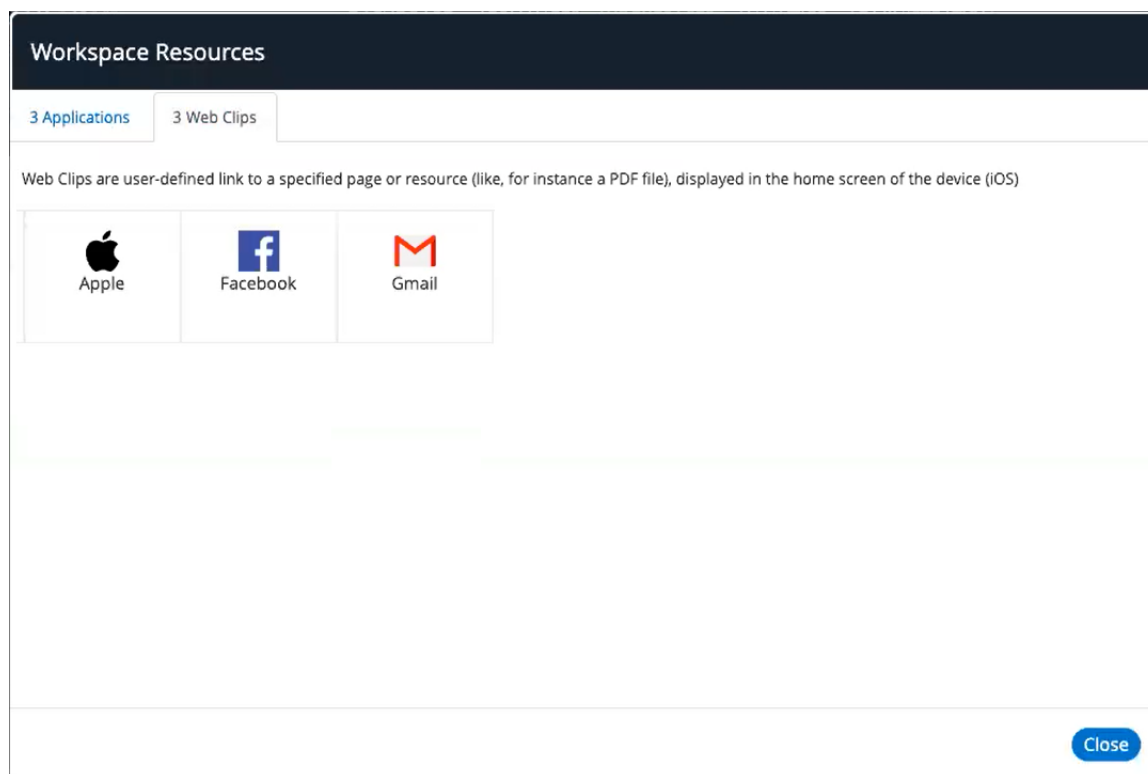 Workspace Resources
3 Applications
3 Web Clips
Web Clips are user-defined link to a specified page or resource (like, for instance a PDF file), displayed in the home screen of the device (iOS)
Apple
Facebook
Gmail
Close